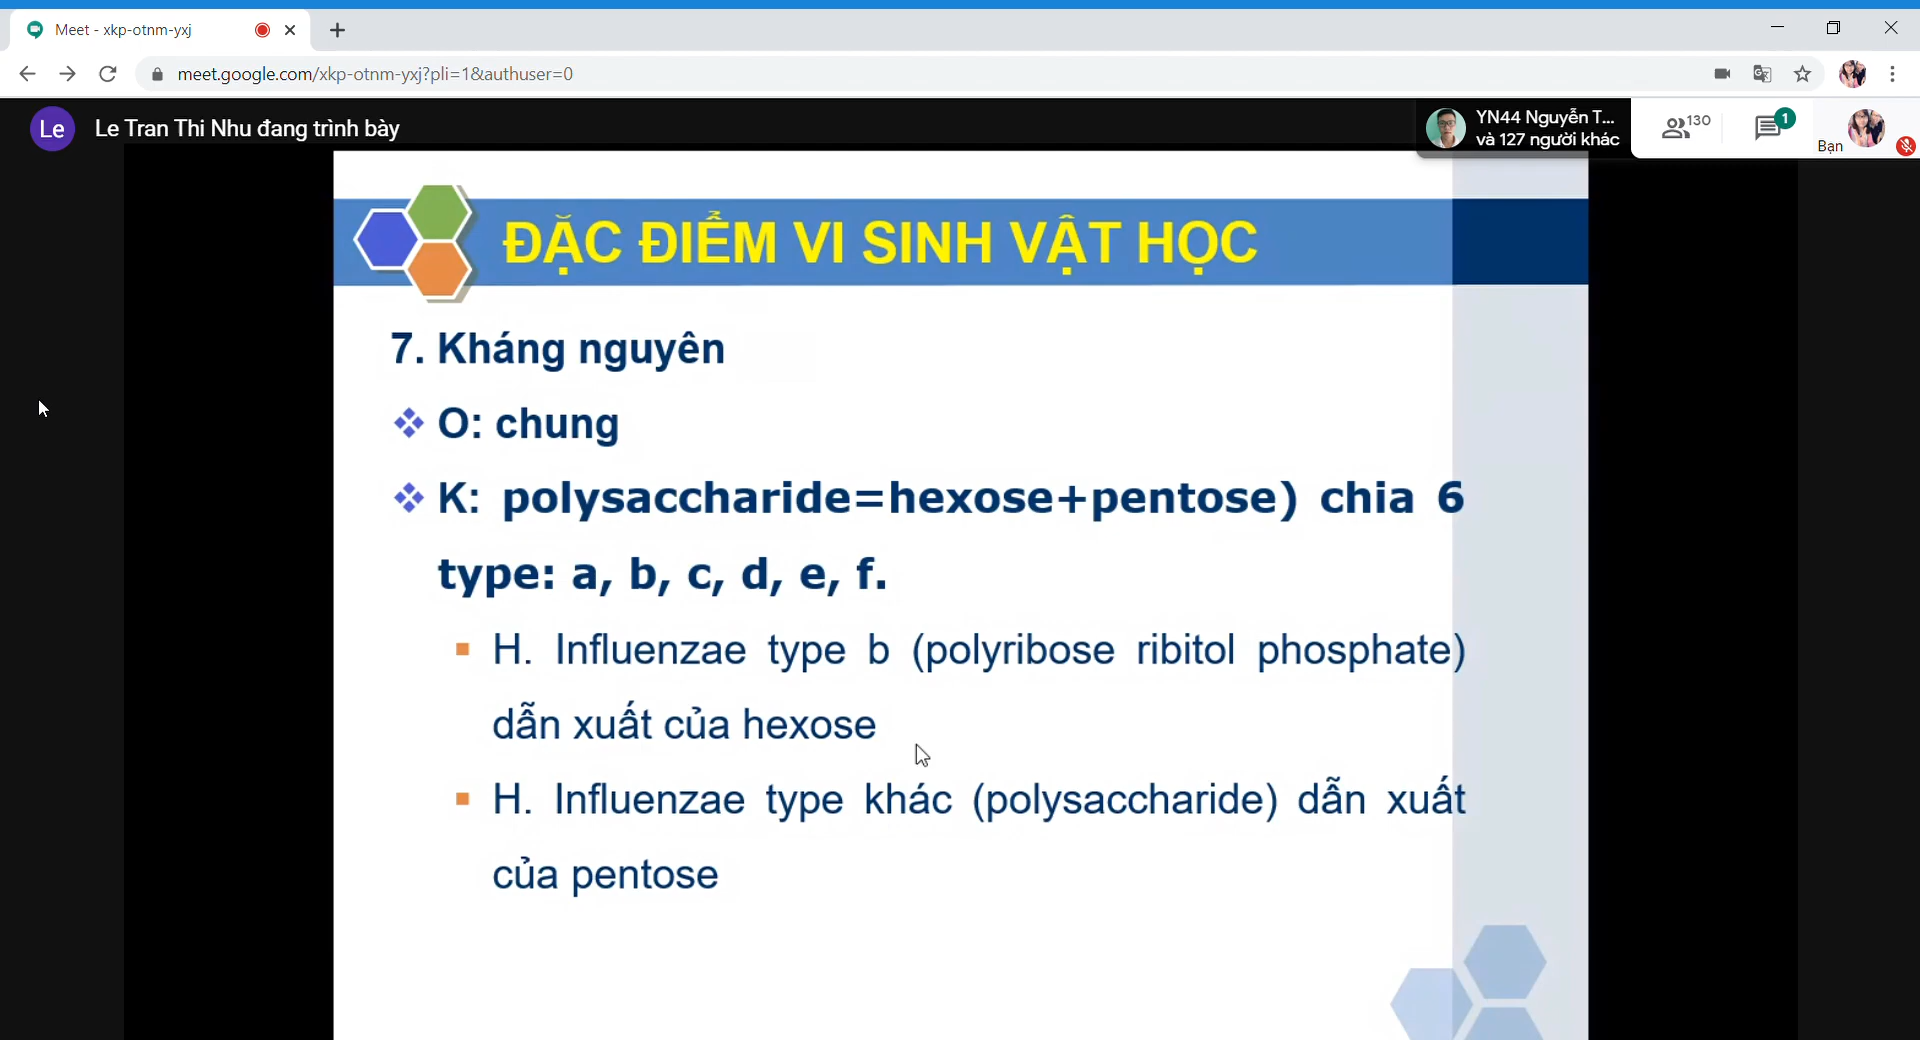 Meet - xkp-otnm-yxj
meet.google.com/xkp-otnm-yxj?pli=1&authuser=0
Le
Le Tran Thi Nhu đang trình bày
YN44 Nguyễn T...
và 127 người khác
130
1
Bạn
ĐẶC ĐIỂM VI SINH VẬT HỌC
7. Kháng nguyên
O: chung
K: polysaccharide=hexose+pentose) chia 6
type: a, b, c, d, e, f.
H. Influenzae type b (polyribose ribitol phosphate)
dẫn xuất của hexose
H. Influenzae type khác (polysaccharide) dẫn xuất
của pentose